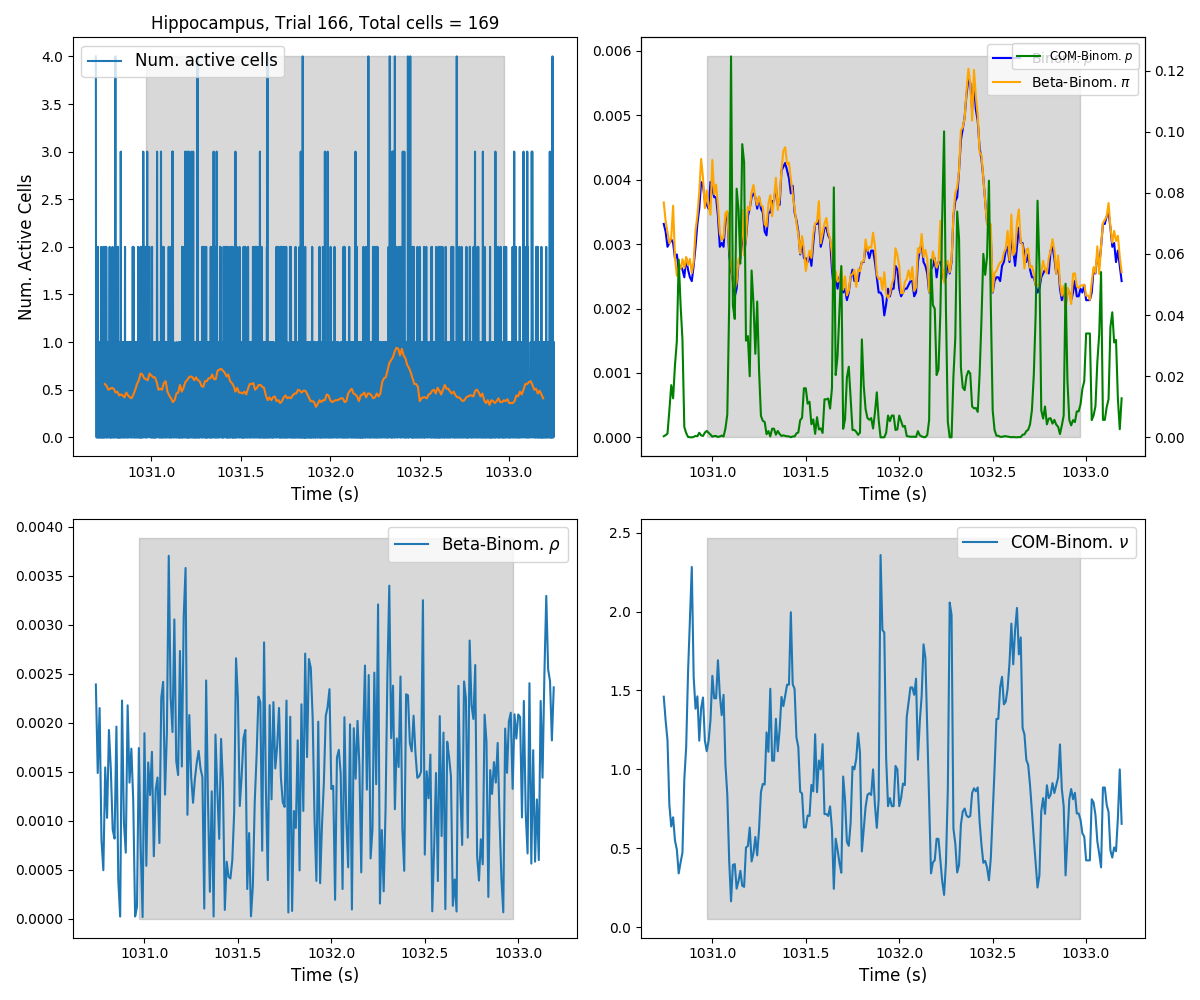 Hippocampus, Trial 166, Total cells = 169
Num. active cells
Num. Active Cells
4.0
3.5
3.0
2.5
2.0
1.5
1.0
0.5
0.0
1031.0 1031.5 1032.0 1032.5 1033.0
Time (s)
COM-Binom. p
Beta-Binom. π
0.006
0.005
0.004
0.003
0.002
0.001
0.000
0.12
0.10
0.08
0.06
0.04
0.02
0.00
1031.0 1031.5 1032.0 1032.5 1033.0
Time (s)
Beta-Binom. ρ
0.0040
0.0035
0.0030
0.0025
0.0020
0.0015
0.0010
0.0005
0.0000
1031.0 1031.5 1032.0 1032.5 1033.0
Time (s)
COM-Binom. ν
2.5
2.0
1.5
1.0
0.5
0.0
1031.0 1031.5 1032.0 1032.5 1033.0
Time (s)